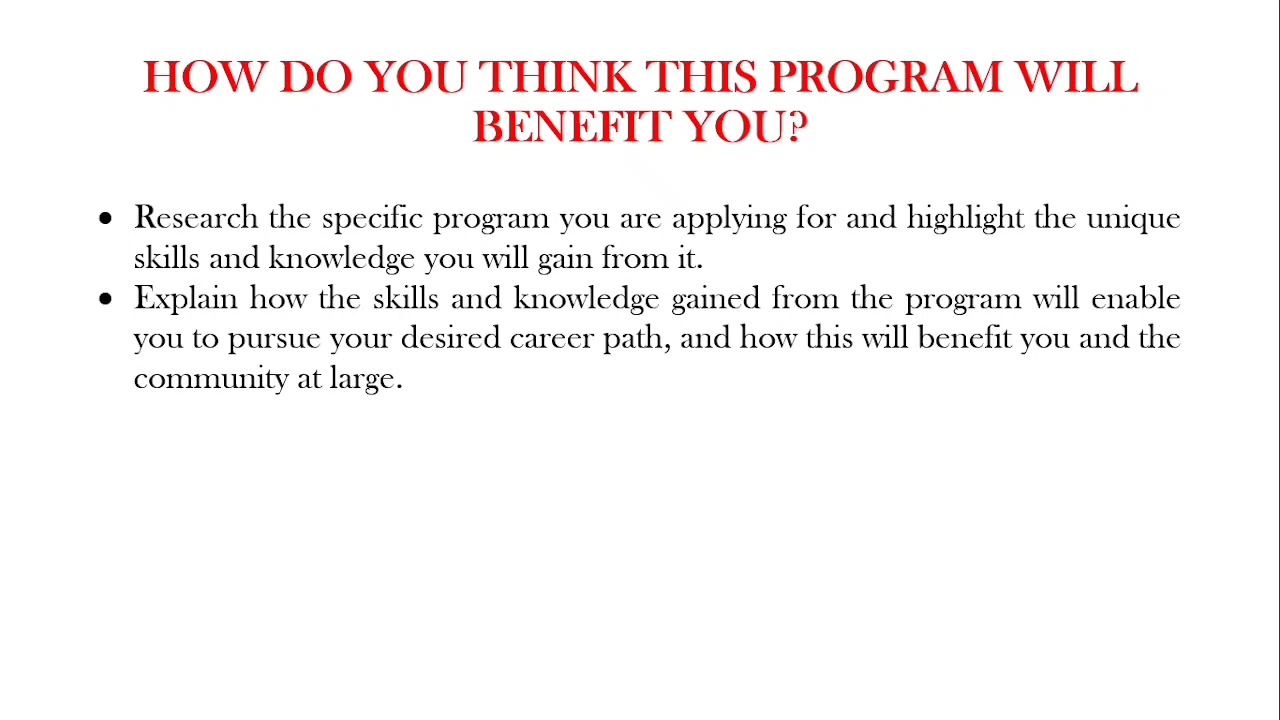 HOW DO YOU THINK THIS PROGRAM WILL
BENEFIT YOU?
• Research the specific program you are applying for and highlight the unique
skills and knowledge you will gain from it.
• Explain how the skills and knowledge gained from the program will enable
you to pursue your desired career path, and how this will benefit you and the
community at large.